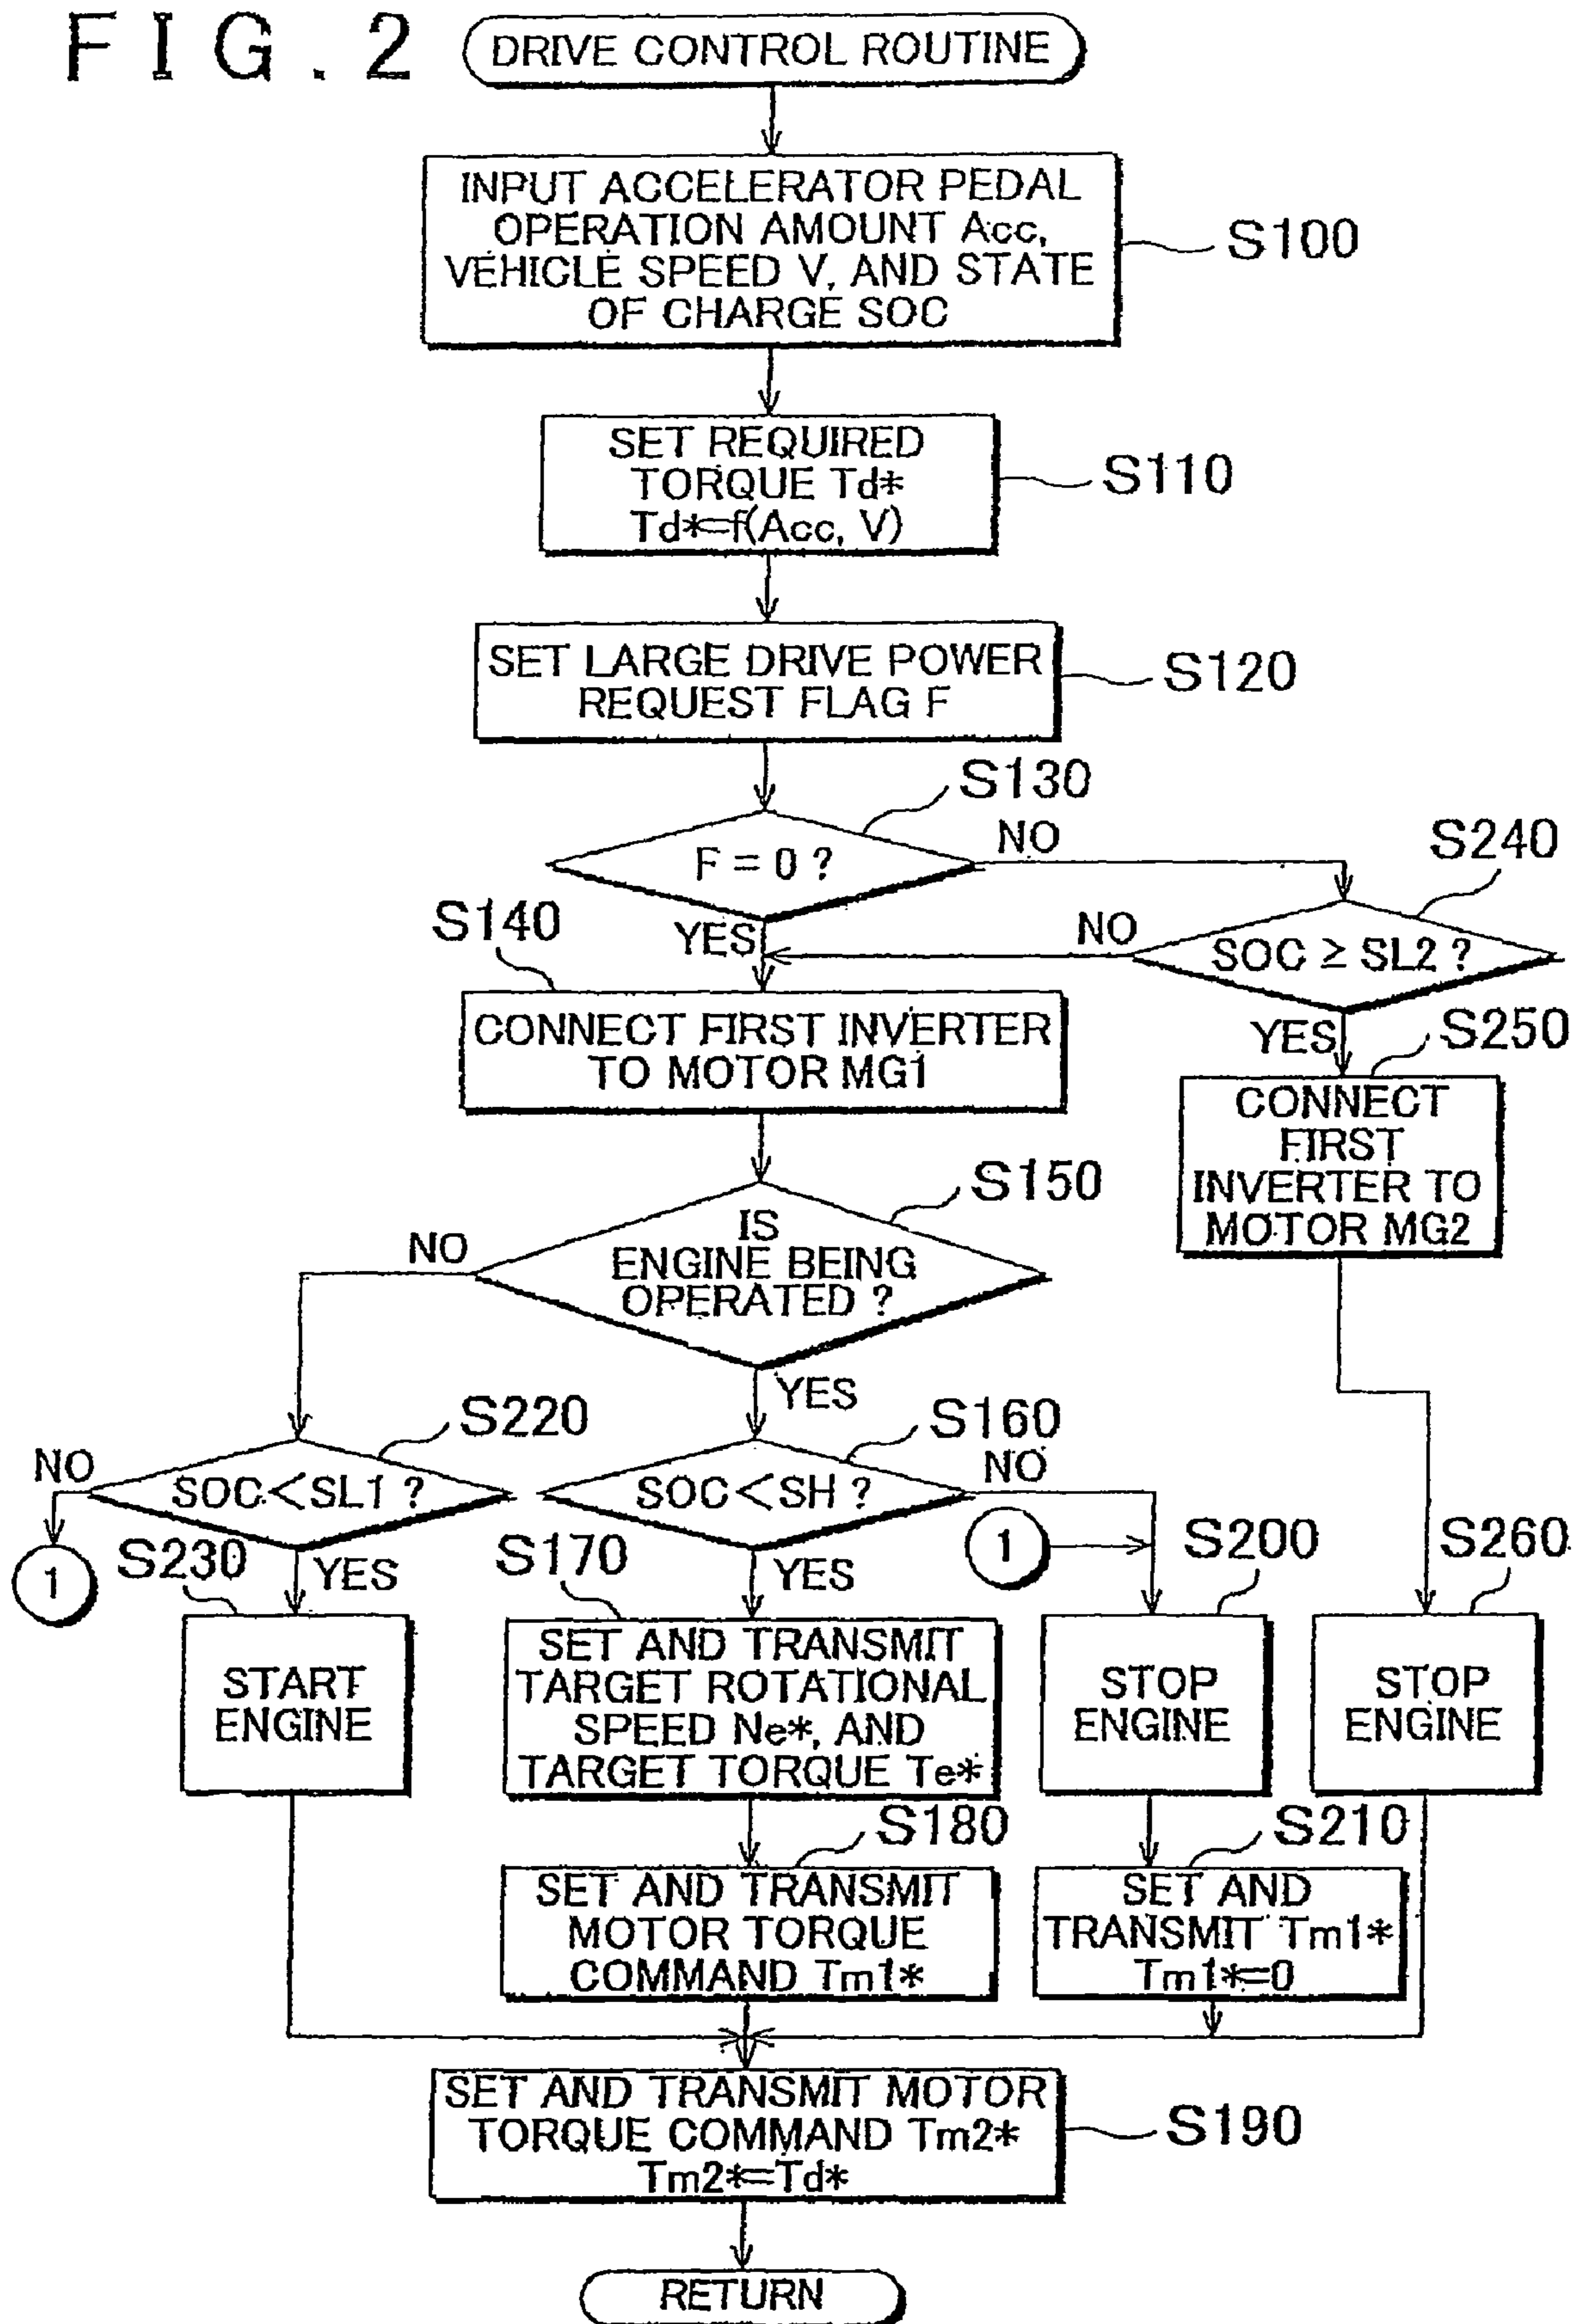 FIG. 2
DRIVE CONTROL ROUTINE
INPUT ACCELERATOR PEDAL
OPERATION AMOUNT Acc,
VEHICLE SPEED V, AND STATE
OF CHARGE SOC
S100
SET REQUIRED
TORQUE Td*
Td*=f(Acc, V)
S110
SET LARGE DRIVE POWER
REQUEST FLAG F
S120
S130
F = 0 ?
NO
YES
S240
SOC ≥ SL2 ?
NO
YES
S140
CONNECT FIRST INVERTER
TO MOTOR MG1
S250
CONNECT
FIRST
INVERTER TO
MOTOR MG2
S150
IS
ENGINE BEING
OPERATED ?
NO
YES
S220
SOC<SL1 ?
NO
1
YES
S160
SOC<SH ?
NO
YES
1
S230
START
ENGINE
S170
SET AND TRANSMIT
TARGET ROTATIONAL
SPEED Ne*, AND
TARGET TORQUE Te*
S200
STOP
ENGINE
S260
STOP
ENGINE
S180
SET AND TRANSMIT
MOTOR TORQUE
COMMAND Tm1*
S210
SET AND
TRANSMIT Tm1*
Tm1*=0
SET AND TRANSMIT MOTOR
TORQUE COMMAND Tm2*
Tm2*=Td*
S190
RETURN